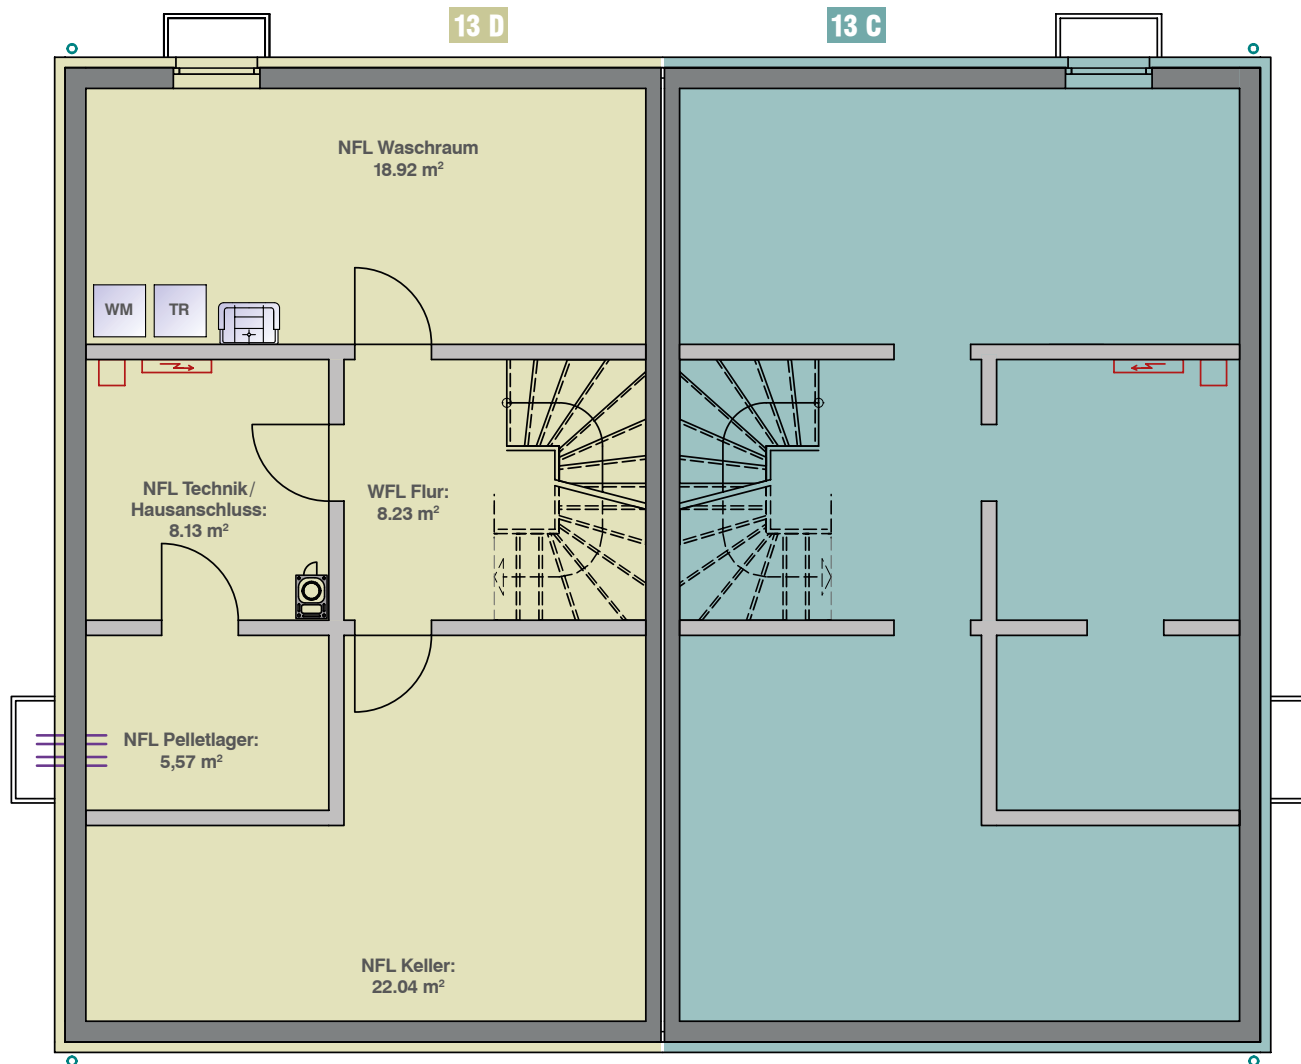 13 D
13 C
NFL Waschraum
18.92 m²
WM
TR
NFL Technik/
Hausanschluss:
8.13 m²
WFL Flur:
8.23 m²
NFL Pelletlager:
5,57 m²
NFL Keller:
22.04 m²